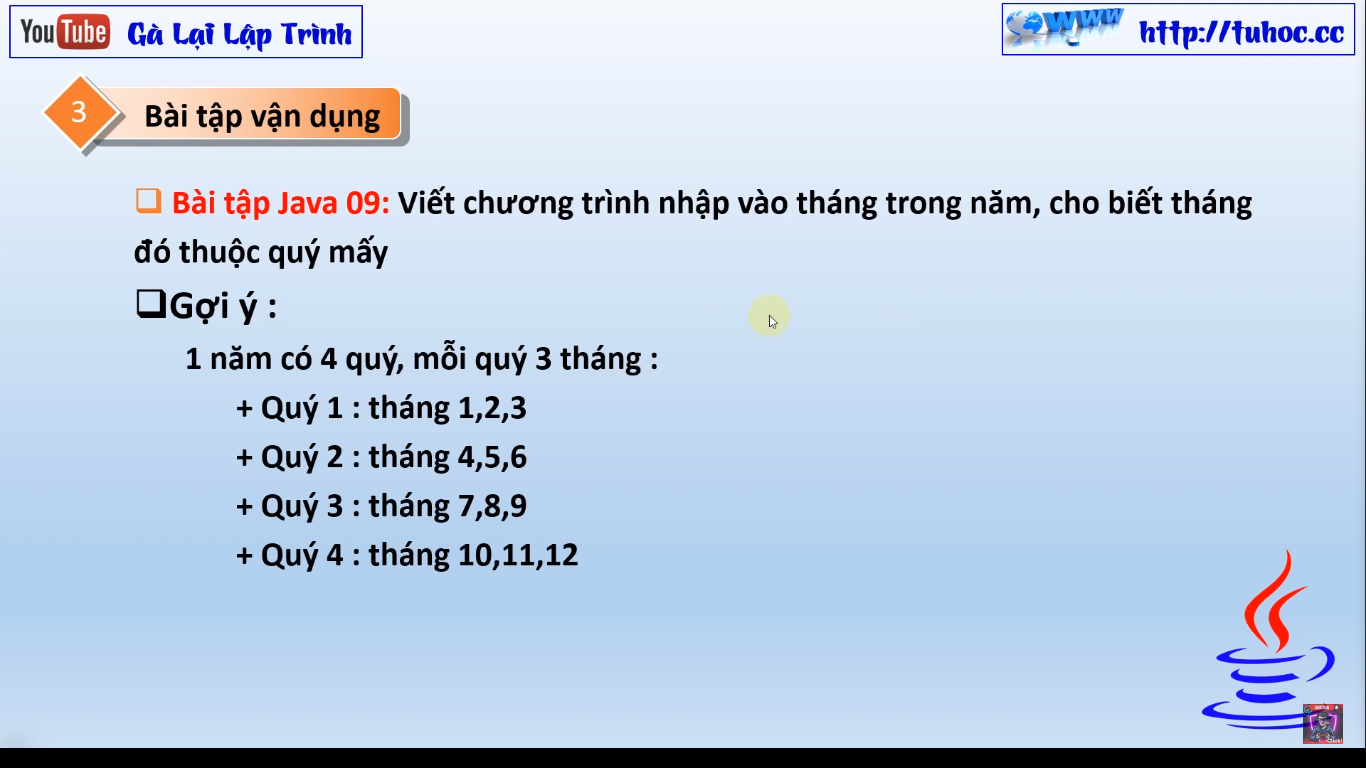 YouTube Gà Lại Lập Trình
WWW http://tuhoc.cc
3 Bài tập vận dụng
Bài tập Java 09: Viết chương trình nhập vào tháng trong năm, cho biết tháng
đó thuộc quý mấy
Gợi ý :
1 năm có 4 quý, mỗi quý 3 tháng :
+ Quý 1 : tháng 1,2,3
+ Quý 2 : tháng 4,5,6
+ Quý 3 : tháng 7,8,9
+ Quý 4 : tháng 10,11,12